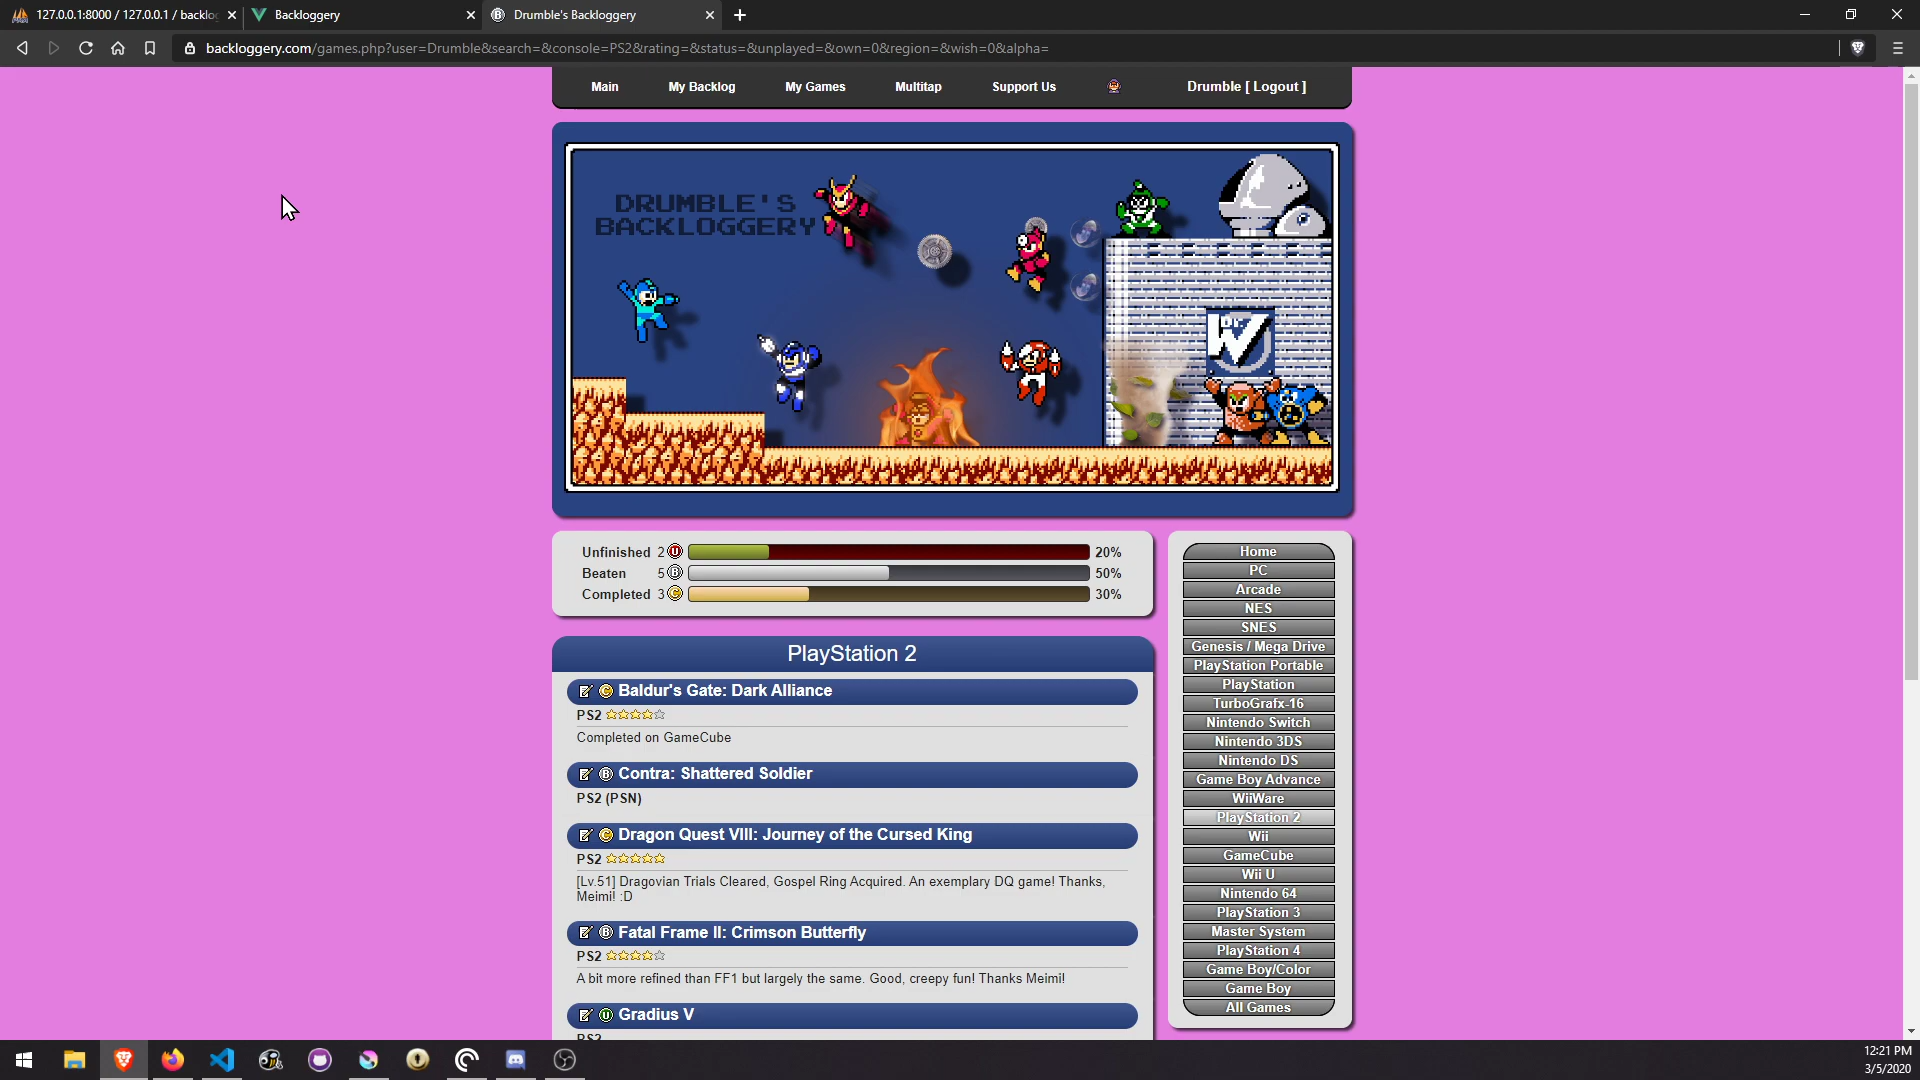 127.0.0.1:8000 / 127.0.0.1 / backlog
Backloggery
Drumble's Backloggery
backloggery.com/games.php?user=Drumble&search=&console=PS2&rating=&status=&unplayed=&own=0&region=&wish=0&alpha=
Main My Backlog My Games Multitap Support Us Drumble [ Logout ]
DRUMBLE'S
BACKLOGGERY
DR
W
Unfinished 2 U 20%
Beaten 5 B 50%
Completed 3 C 30%
PlayStation 2
C Baldur's Gate: Dark Alliance
PS2
Completed on GameCube
B Contra: Shattered Soldier
PS2 (PSN)
C Dragon Quest VIII: Journey of the Cursed King
PS2
[Lv.51] Dragovian Trials Cleared, Gospel Ring Acquired. An exemplary DQ game! Thanks,
Meimi! :D
B Fatal Frame II: Crimson Butterfly
PS2
A bit more refined than FF1 but largely the same. Good, creepy fun! Thanks Meimi!
U Gradius V
PS2
Home
PC
Arcade
NES
SNES
Genesis / Mega Drive
PlayStation Portable
PlayStation
TurboGrafx-16
Nintendo Switch
Nintendo 3DS
Nintendo DS
Game Boy Advance
WiiWare
PlayStation 2
Wii
GameCube
Wii U
Nintendo 64
PlayStation 3
Master System
PlayStation 4
Game Boy/Color
Game Boy
All Games
12:21 PM
3/5/2020